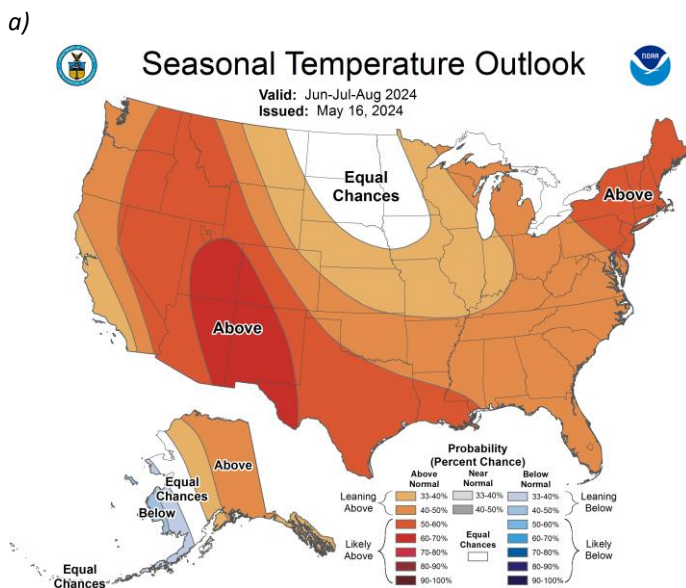 a)
Seasonal Temperature Outlook
NOAA
Valid: Jun-Jul-Aug 2024
Issued: May 16, 2024
Equal
Chances
Above
Above
Above
Equal
Chances
Below
Equal
Chances
Probability
(Percent Chance)
Above
Normal
Near
Normal
Below
Normal
Leaning
Above
33-40%
33-40%
33-40%
Leaning
Below
40-50%
40-50%
40-50%
Likely
Above
50-60%
Equal
Chances
50-60%
Likely
Below
60-70%
60-70%
70-80%
70-80%
80-90%
80-90%
90-100%
90-100%